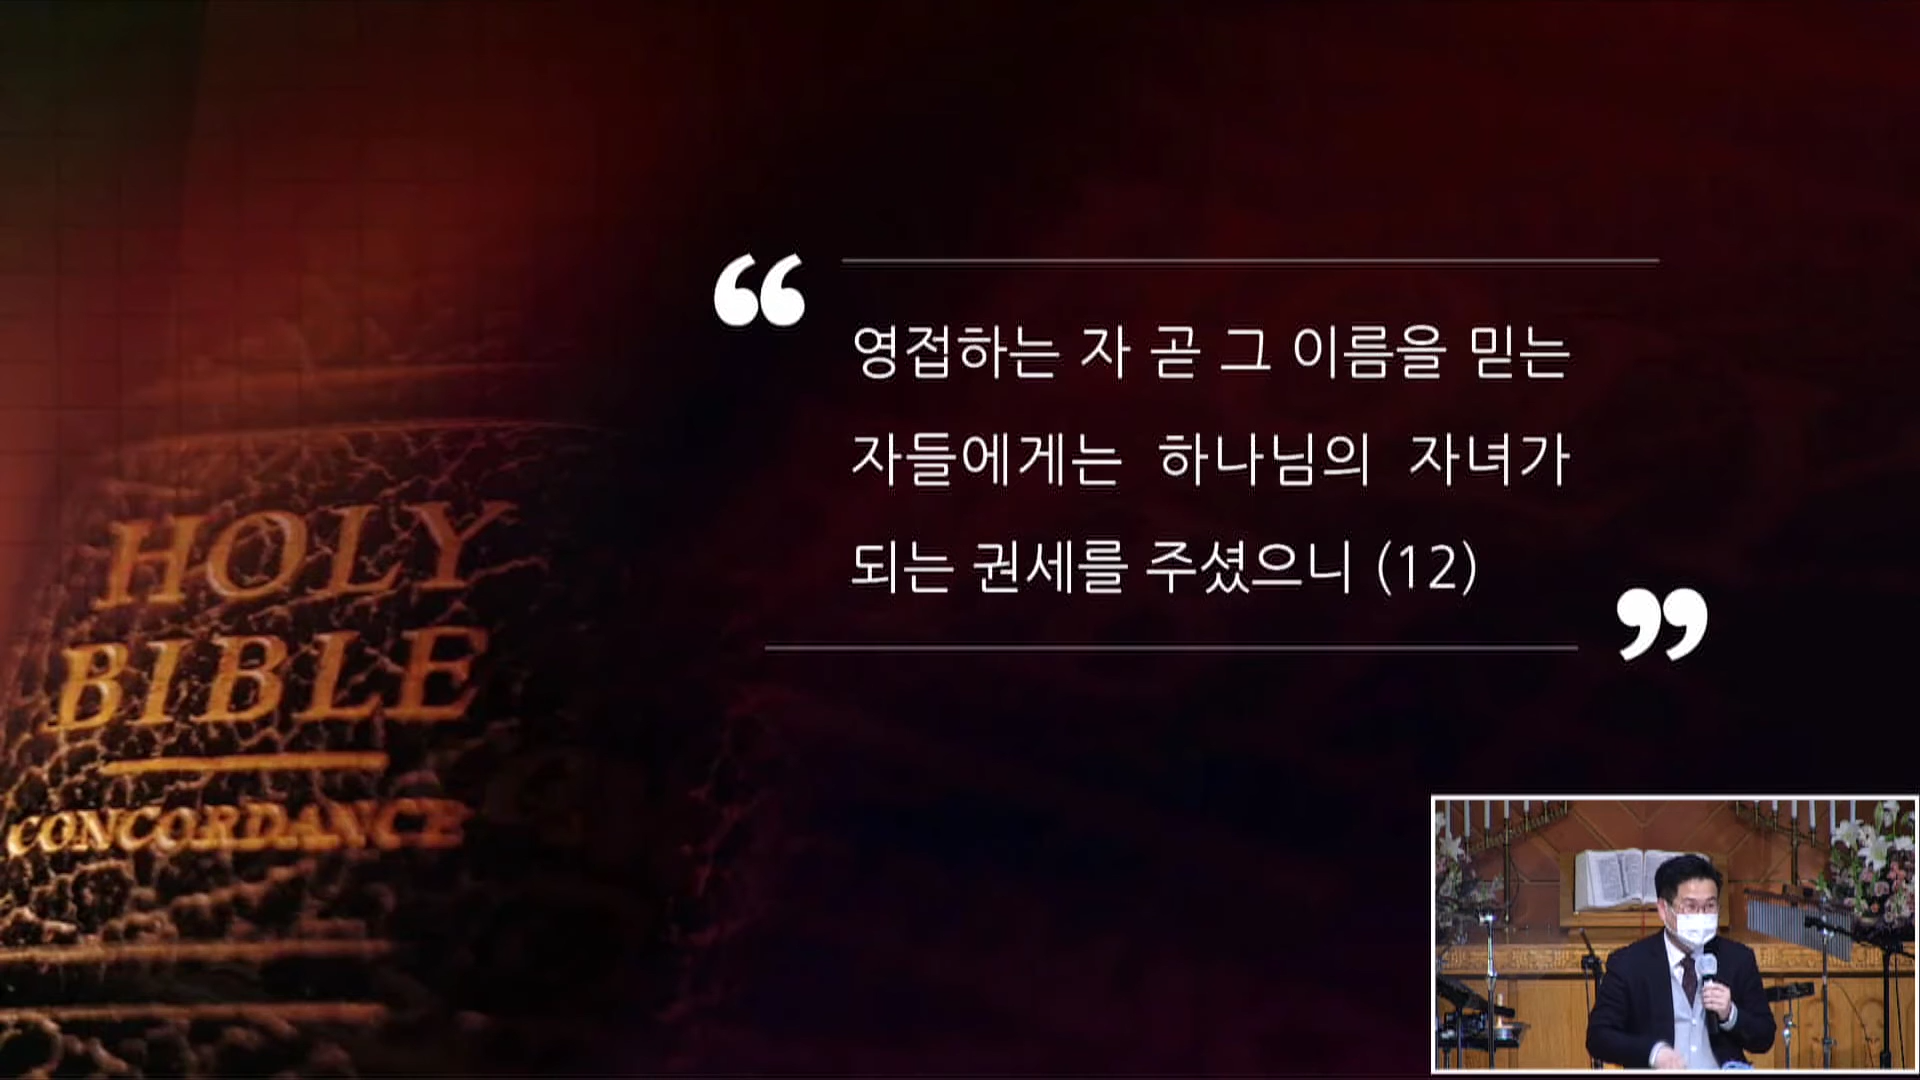 영접하는 자 곧 그 이름을 믿는
자들에게는 하나님의 자녀가
되는 권세를 주셨으니 (12)
HOLY
BIBLE
CONCORDANCE